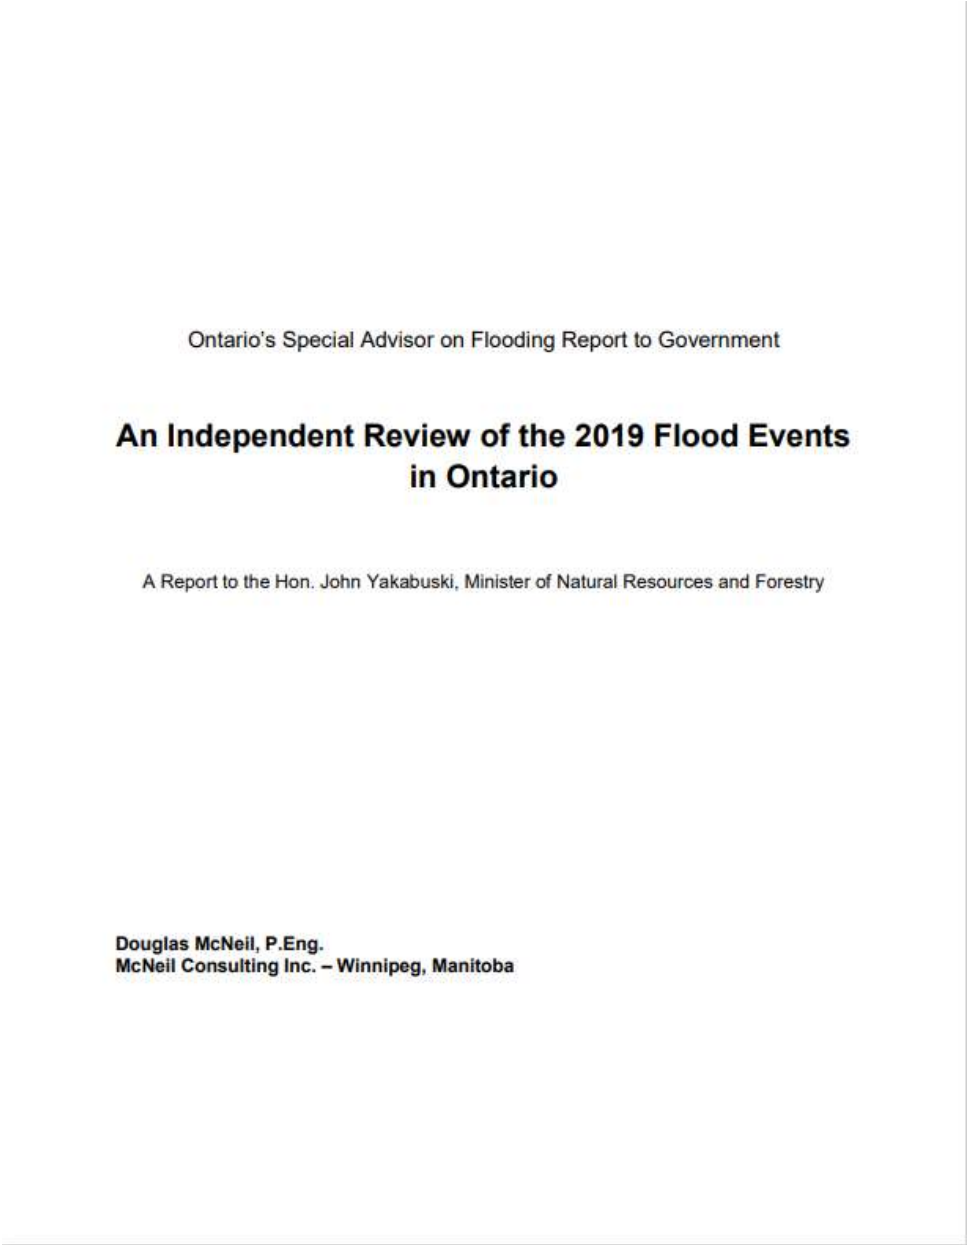 Ontario's Special Advisor on Flooding Report to Government
An Independent Review of the 2019 Flood Events
in Ontario
A Report to the Hon. John Yakabuski, Minister of Natural Resources and Forestry
Douglas McNeil, P.Eng.
McNeil Consulting Inc. – Winnipeg, Manitoba